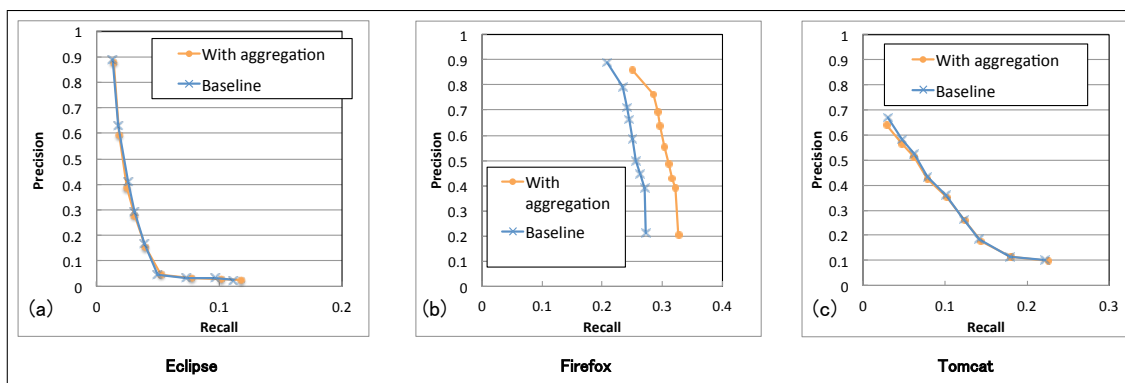 1
0.9
0.8
0.7
0.6
0.5
0.4
0.3
0.2
0.1
0
Precision
With aggregation
Baseline
0
0.1
0.2
Recall
(a)
Eclipse
1
0.9
0.8
0.7
0.6
0.5
0.4
0.3
0.2
0.1
0
Precision
With
aggregation
Baseline
0
0.1
0.2
0.3
0.4
Recall
(b)
Firefox
1
0.9
0.8
0.7
0.6
0.5
0.4
0.3
0.2
0.1
0
Precision
With aggregation
Baseline
0
0.1
0.2
0.3
Recall
(c)
Tomcat